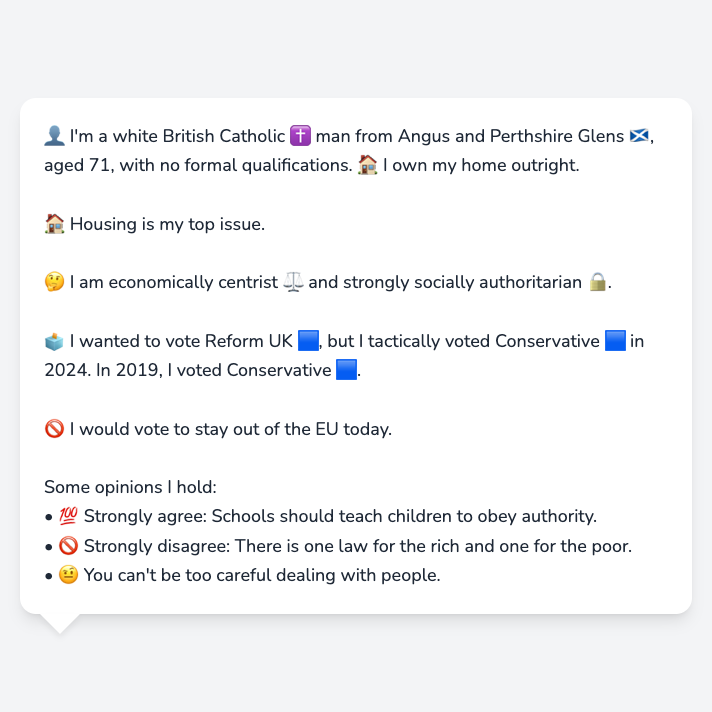 👤 I'm a white British Catholic ✝️ man from Angus and Perthshire Glens 🏴󠁧󠁢󠁳󠁣󠁴󠁿,
aged 71, with no formal qualifications. 🏠 I own my home outright.
🏠 Housing is my top issue.
🤔 I am economically centrist ⚖️ and strongly socially authoritarian 🔒.
🗳️ I wanted to vote Reform UK 🟦, but I tactically voted Conservative 🟦 in
2024. In 2019, I voted Conservative 🟦.
🚫 I would vote to stay out of the EU today.
Some opinions I hold:
• 💯 Strongly agree: Schools should teach children to obey authority.
• 🚫 Strongly disagree: There is one law for the rich and one for the poor.
• 🤨 You can't be too careful dealing with people.